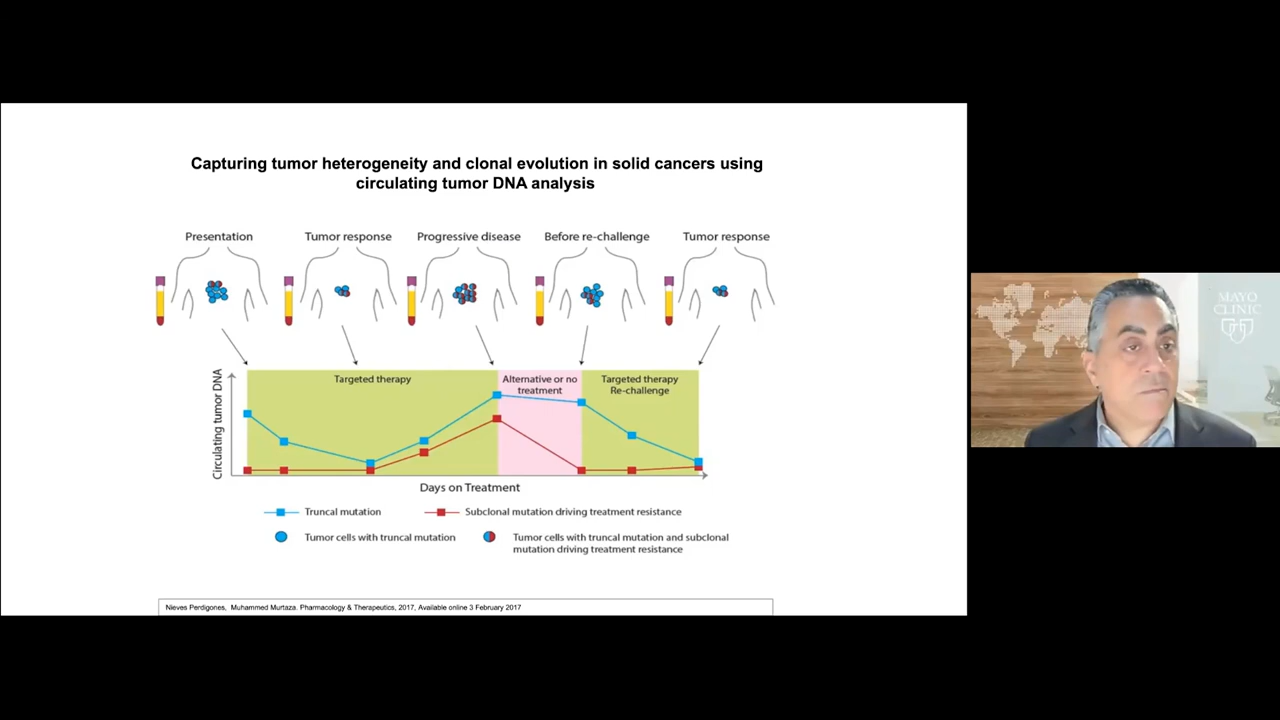 Capturing tumor heterogeneity and clonal evolution in solid cancers using
circulating tumor DNA analysis
Presentation
Tumor response
Progressive disease
Before re-challenge
Tumor response
Circulating tumor DNA
Targeted therapy
Alternative or no
treatment
Targeted therapy
Re-challenge
Days on Treatment
Truncal mutation
Subclonal mutation driving treatment resistance
Tumor cells with truncal mutation
Tumor cells with truncal mutation and subclonal
mutation driving treatment resistance
Nieves Perdigones, Muhammed Murtaza. Pharmacology & Therapeutics, 2017, Available online 3 February 2017
MAYO
CLINIC